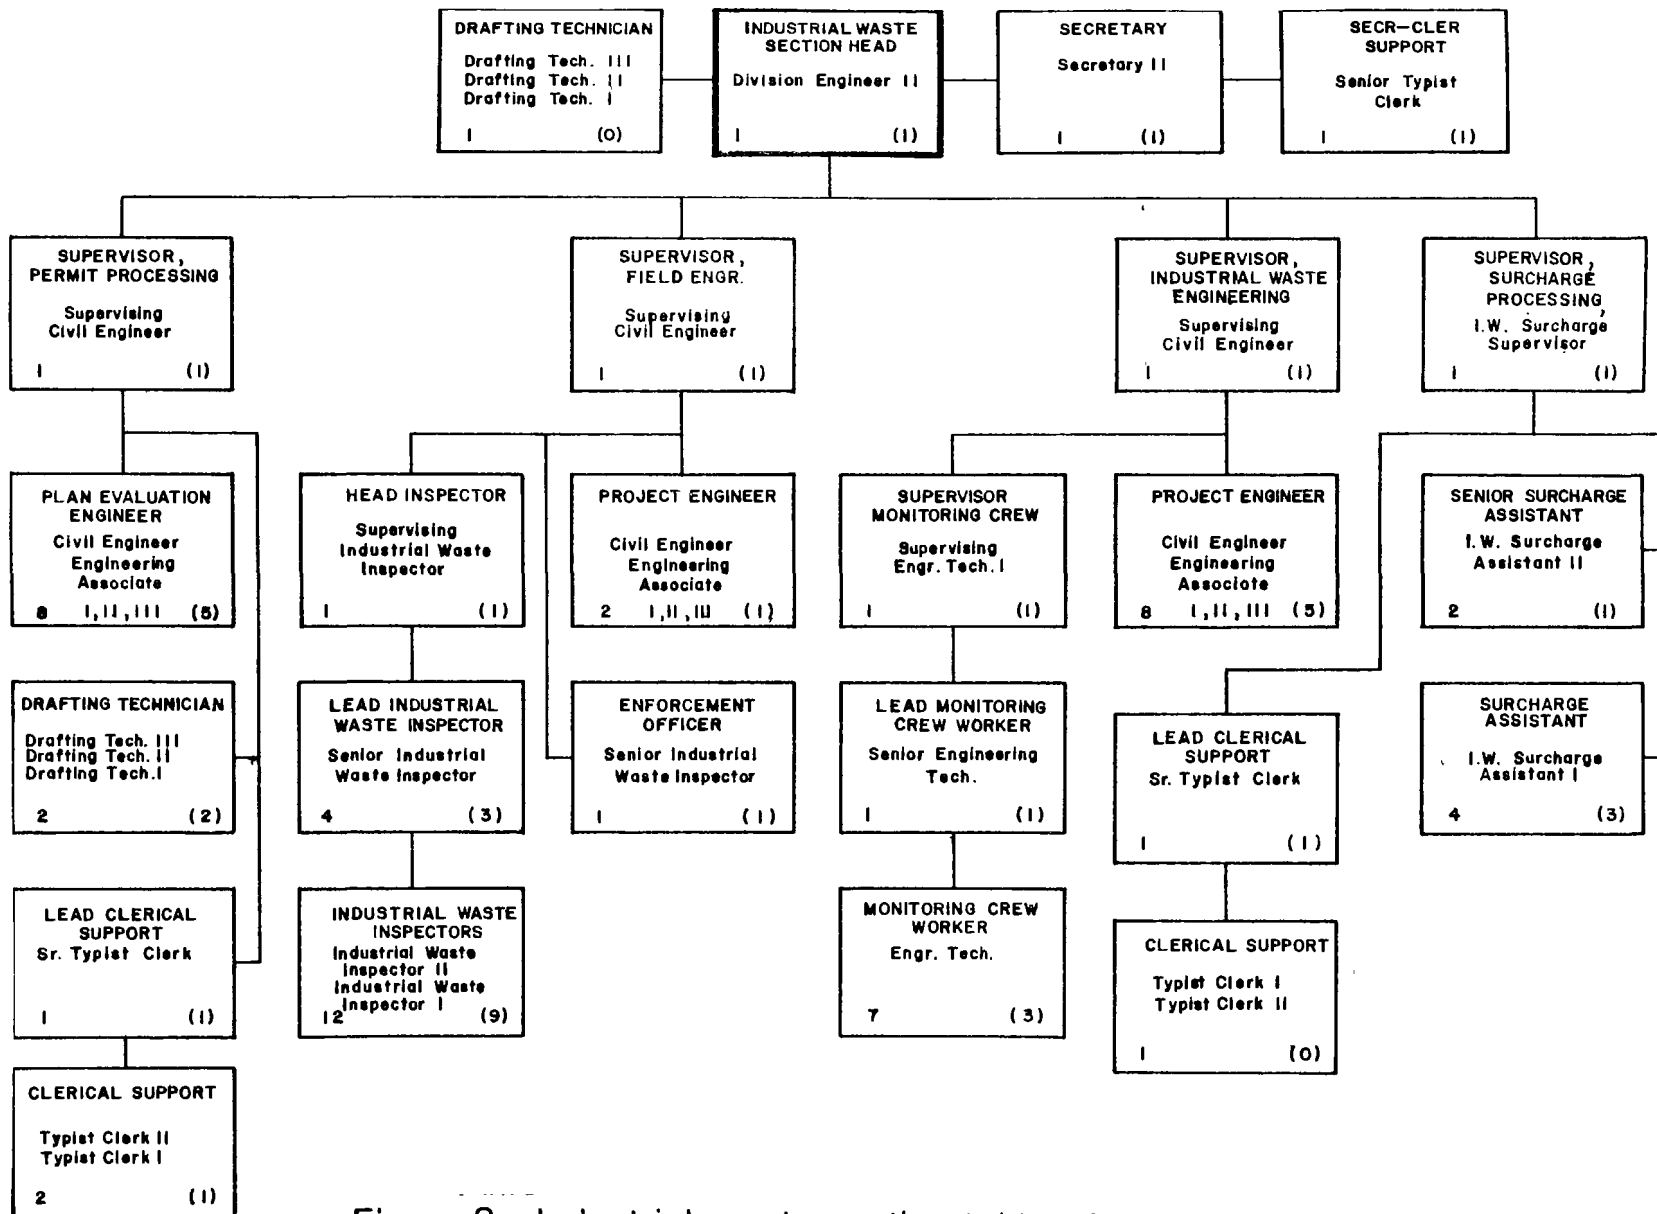 DRAFTING TECHNICIAN
Drafting Tech. III
Drafting Tech. II
Drafting Tech. I
1 (0)
INDUSTRIAL WASTE
SECTION HEAD
Division Engineer II
1 (1)
SECRETARY
Secretary II
1 (1)
SECR-CLER
SUPPORT
Senior Typist
Clerk
1 (1)
SUPERVISOR,
PERMIT PROCESSING
Supervising
Civil Engineer
1 (1)
SUPERVISOR,
FIELD ENGR.
Supervising
Civil Engineer
1 (1)
SUPERVISOR,
INDUSTRIAL WASTE
ENGINEERING
Supervising
Civil Engineer
1 (1)
SUPERVISOR,
SURCHARGE
PROCESSING,
I.W. Surcharge
Supervisor
1 (1)
PLAN EVALUATION
ENGINEER
Civil Engineer
Engineering
Associate
8 I,II,III (5)
HEAD INSPECTOR
Supervising
Industrial Waste
Inspector
1 (1)
PROJECT ENGINEER
Civil Engineer
Engineering
Associate
2 I,II,III (1)
SUPERVISOR
MONITORING CREW
Supervising
Engr. Tech. I
1 (1)
PROJECT ENGINEER
Civil Engineer
Engineering
Associate
8 I,II,III (5)
SENIOR SURCHARGE
ASSISTANT
I.W. Surcharge
Assistant II
2 (1)
DRAFTING TECHNICIAN
Drafting Tech. III
Drafting Tech. II
Drafting Tech. I
2 (2)
LEAD INDUSTRIAL
WASTE INSPECTOR
Senior Industrial
Waste Inspector
4 (3)
ENFORCEMENT
OFFICER
Senior Industrial
Waste Inspector
1 (1)
LEAD MONITORING
CREW WORKER
Senior Engineering
Tech.
1 (1)
LEAD CLERICAL
SUPPORT
Sr. Typist Clerk
1 (1)
SURCHARGE
ASSISTANT
I.W. Surcharge
Assistant I
4 (3)
LEAD CLERICAL
SUPPORT
Sr. Typist Clerk
1 (1)
INDUSTRIAL WASTE
INSPECTORS
Industrial Waste
Inspector II
Industrial Waste
Inspector I
12 (9)
MONITORING CREW
WORKER
Engr. Tech.
7 (3)
CLERICAL SUPPORT
Typist Clerk I
Typist Clerk II
1 (0)
CLERICAL SUPPORT
Typist Clerk II
Typist Clerk I
2 (1)